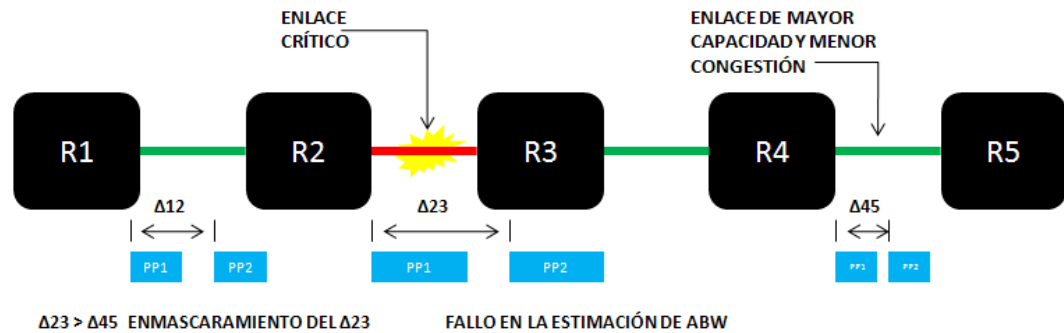 ENLACE
CRÍTICO
ENLACE DE MAYOR
CAPACIDAD Y MENOR
CONGESTIÓN
R1
R2
R3
R4
R5
Δ12
Δ23
Δ45
PP1
PP2
PP1
PP2
PP1
PP2
Δ23 > Δ45 ENMASCARAMIENTO DEL Δ23
FALLO EN LA ESTIMACIÓN DE ABW